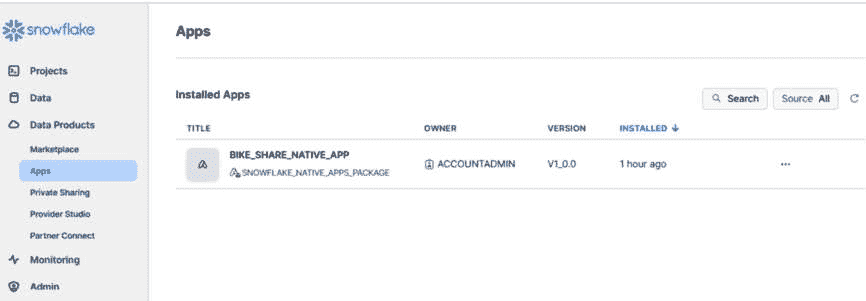 snowflake
Apps
Projects
Data
Data Products
Marketplace
Apps
Private Sharing
Provider Studio
Partner Connect
Monitoring
Admin
Installed Apps
Search
Source All
TITLE OWNER VERSION INSTALLED
BIKE_SHARE_NATIVE_APP
SNOWFLAKE_NATIVE_APPS_PACKAGE
ACCOUNTADMIN V1_0.0 1 hour ago